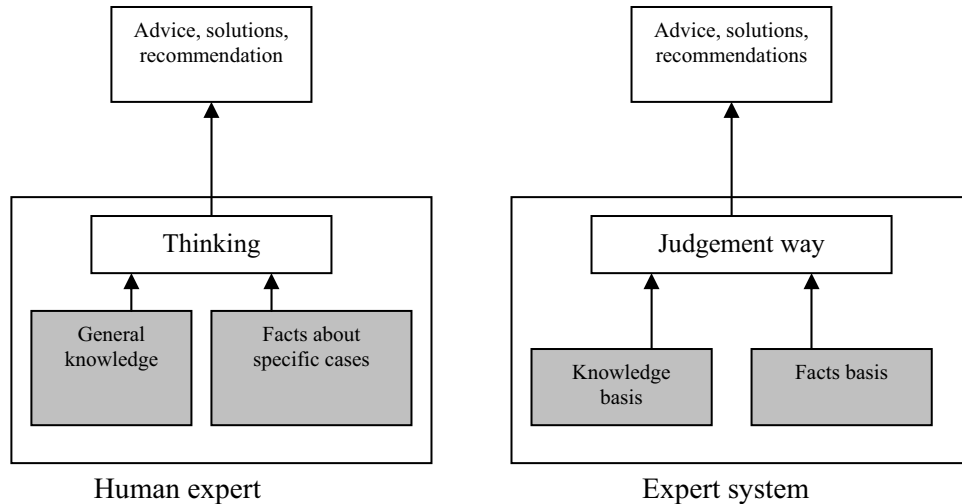 Advice, solutions,
recommendation
Thinking
General
knowledge
Facts about
specific cases
Human expert
Advice, solutions,
recommendations
Judgement way
Knowledge
basis
Facts basis
Expert system